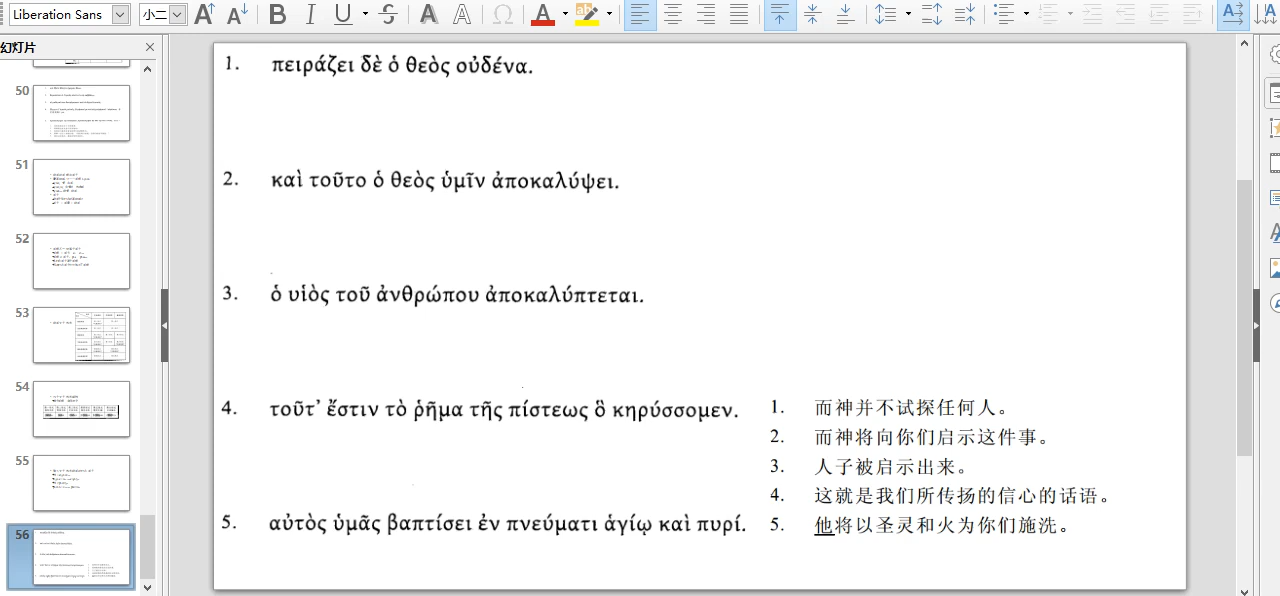 Liberation Sans 小二
幻灯片
50
51
52
53
54
55
56
1. πειράζει δὲ ὁ θεὸς οὐδένα.
2. καὶ τοῦτο ὁ θεὸς ὑμῖν ἀποκαλύψει.
3. ὁ υἱὸς τοῦ ἀνθρώπου ἀποκαλύπτεται.
4. τοῦτ’ ἔστιν τὸ ῥῆμα τῆς πίστεως ὃ κηρύσσομεν.
5. αὐτὸς ὑμᾶς βαπτίσει ἐν πνεύματι ἁγίῳ καὶ πυρί.
1. 而神并不试探任何人。
2. 而神将向你们启示这件事。
3. 人子被启示出来。
4. 这就是我们所传扬的信心的话语。
5. 他将以圣灵和火为你们施洗。